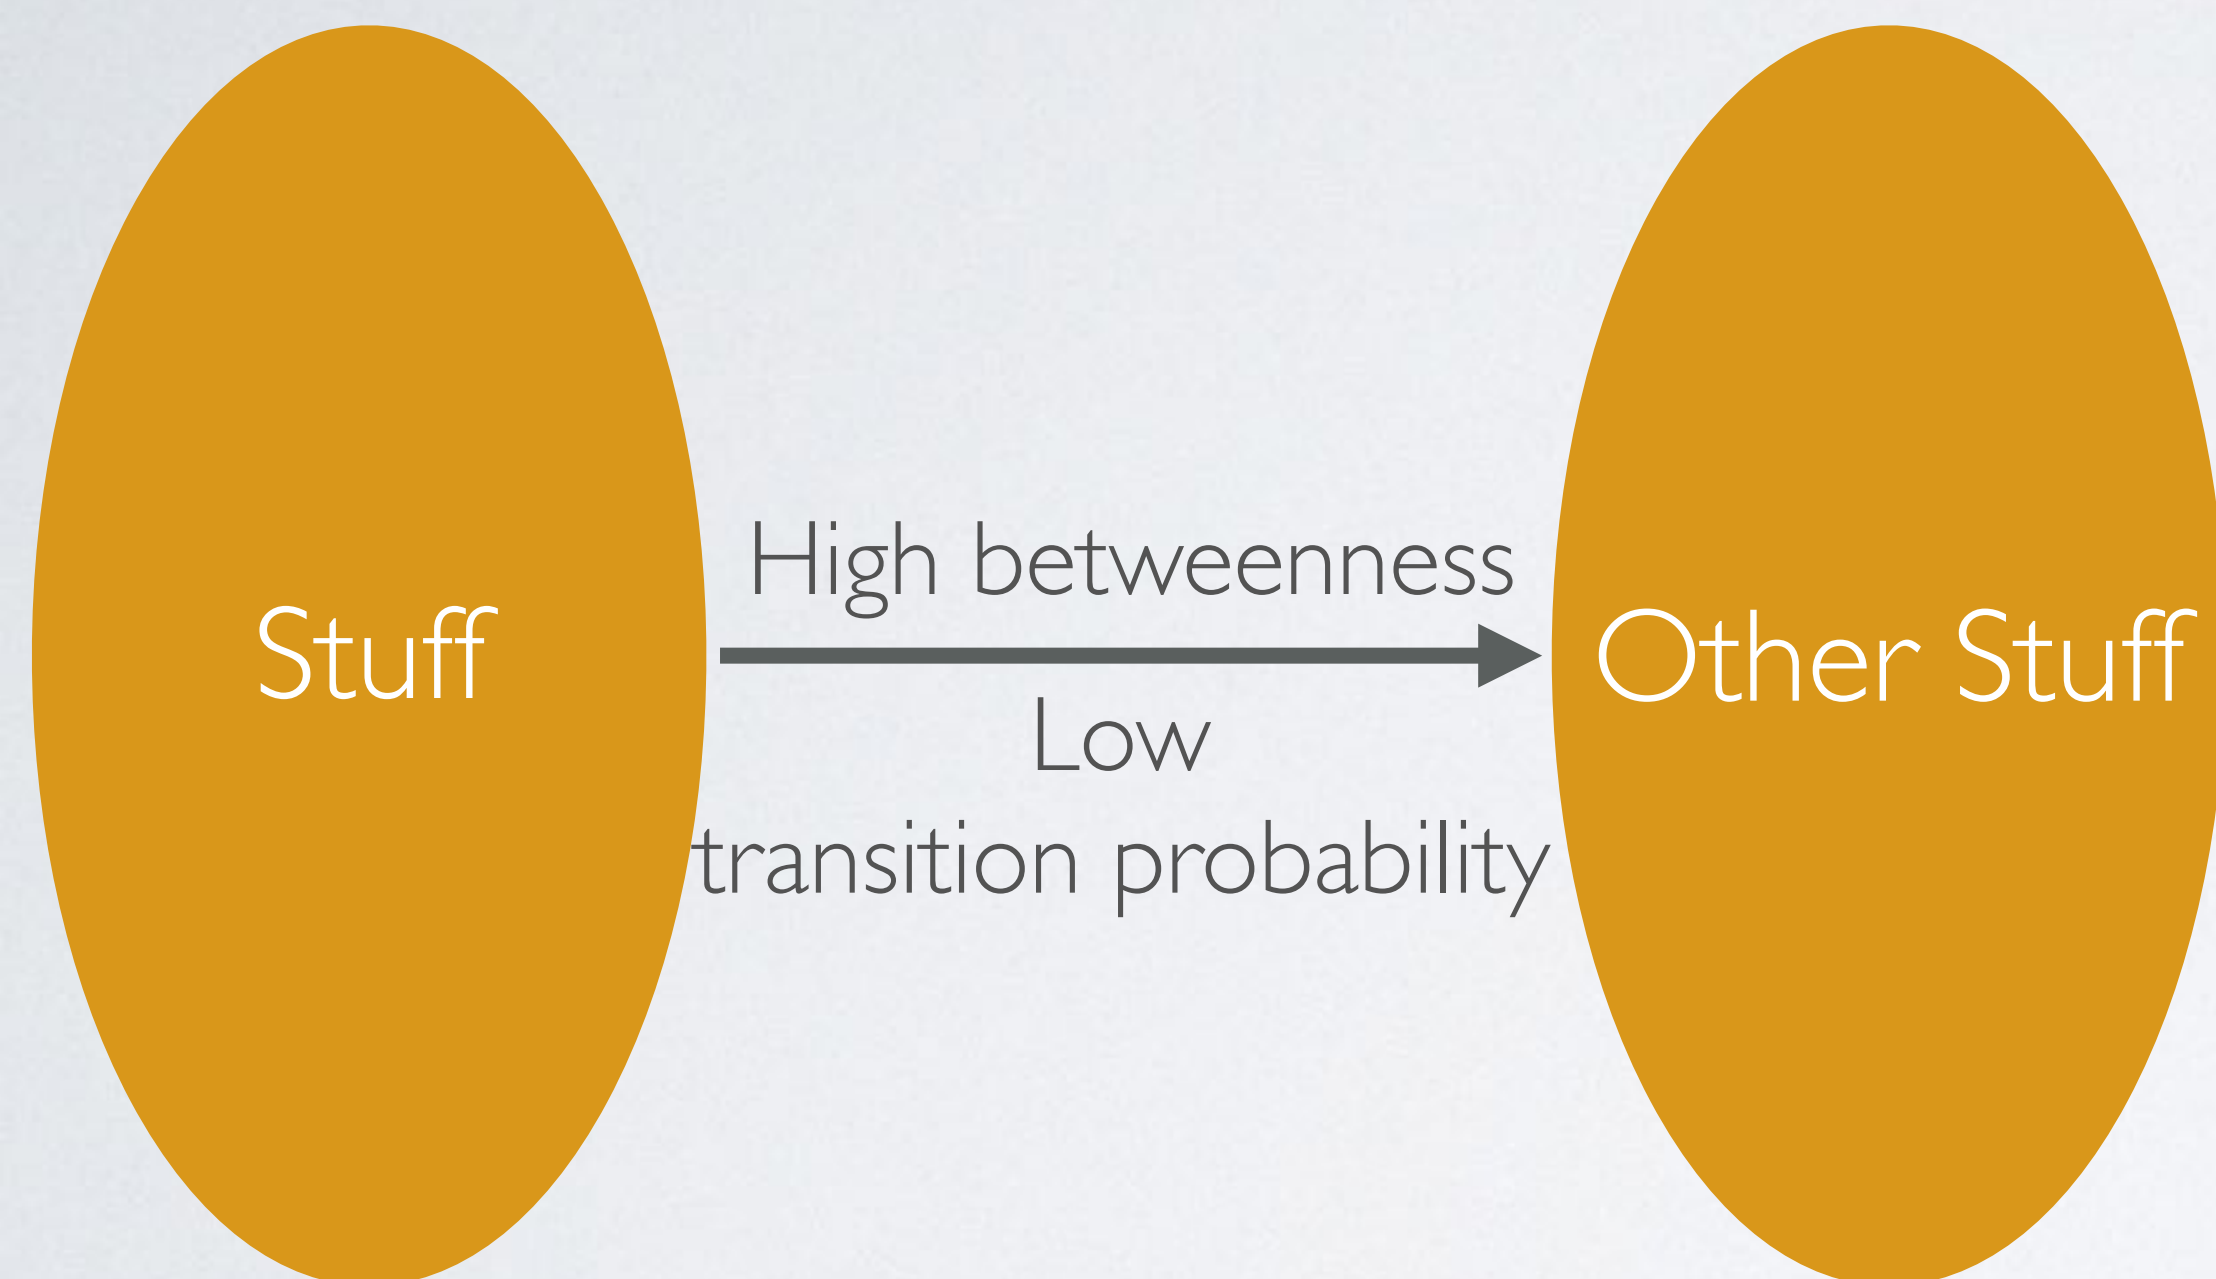 Stuff
High betweenness
Low
transition probability
Other Stuff